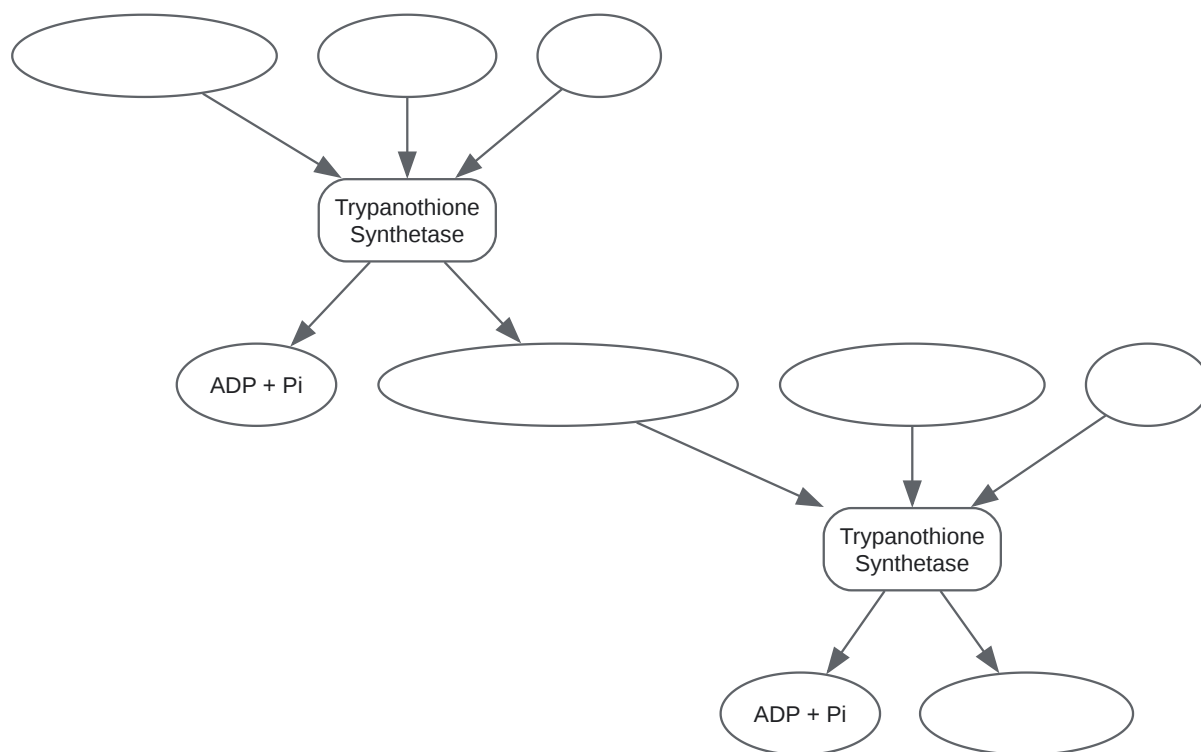 Trypanothione
Synthetase
ADP + Pi
Trypanothione
Synthetase
ADP + Pi